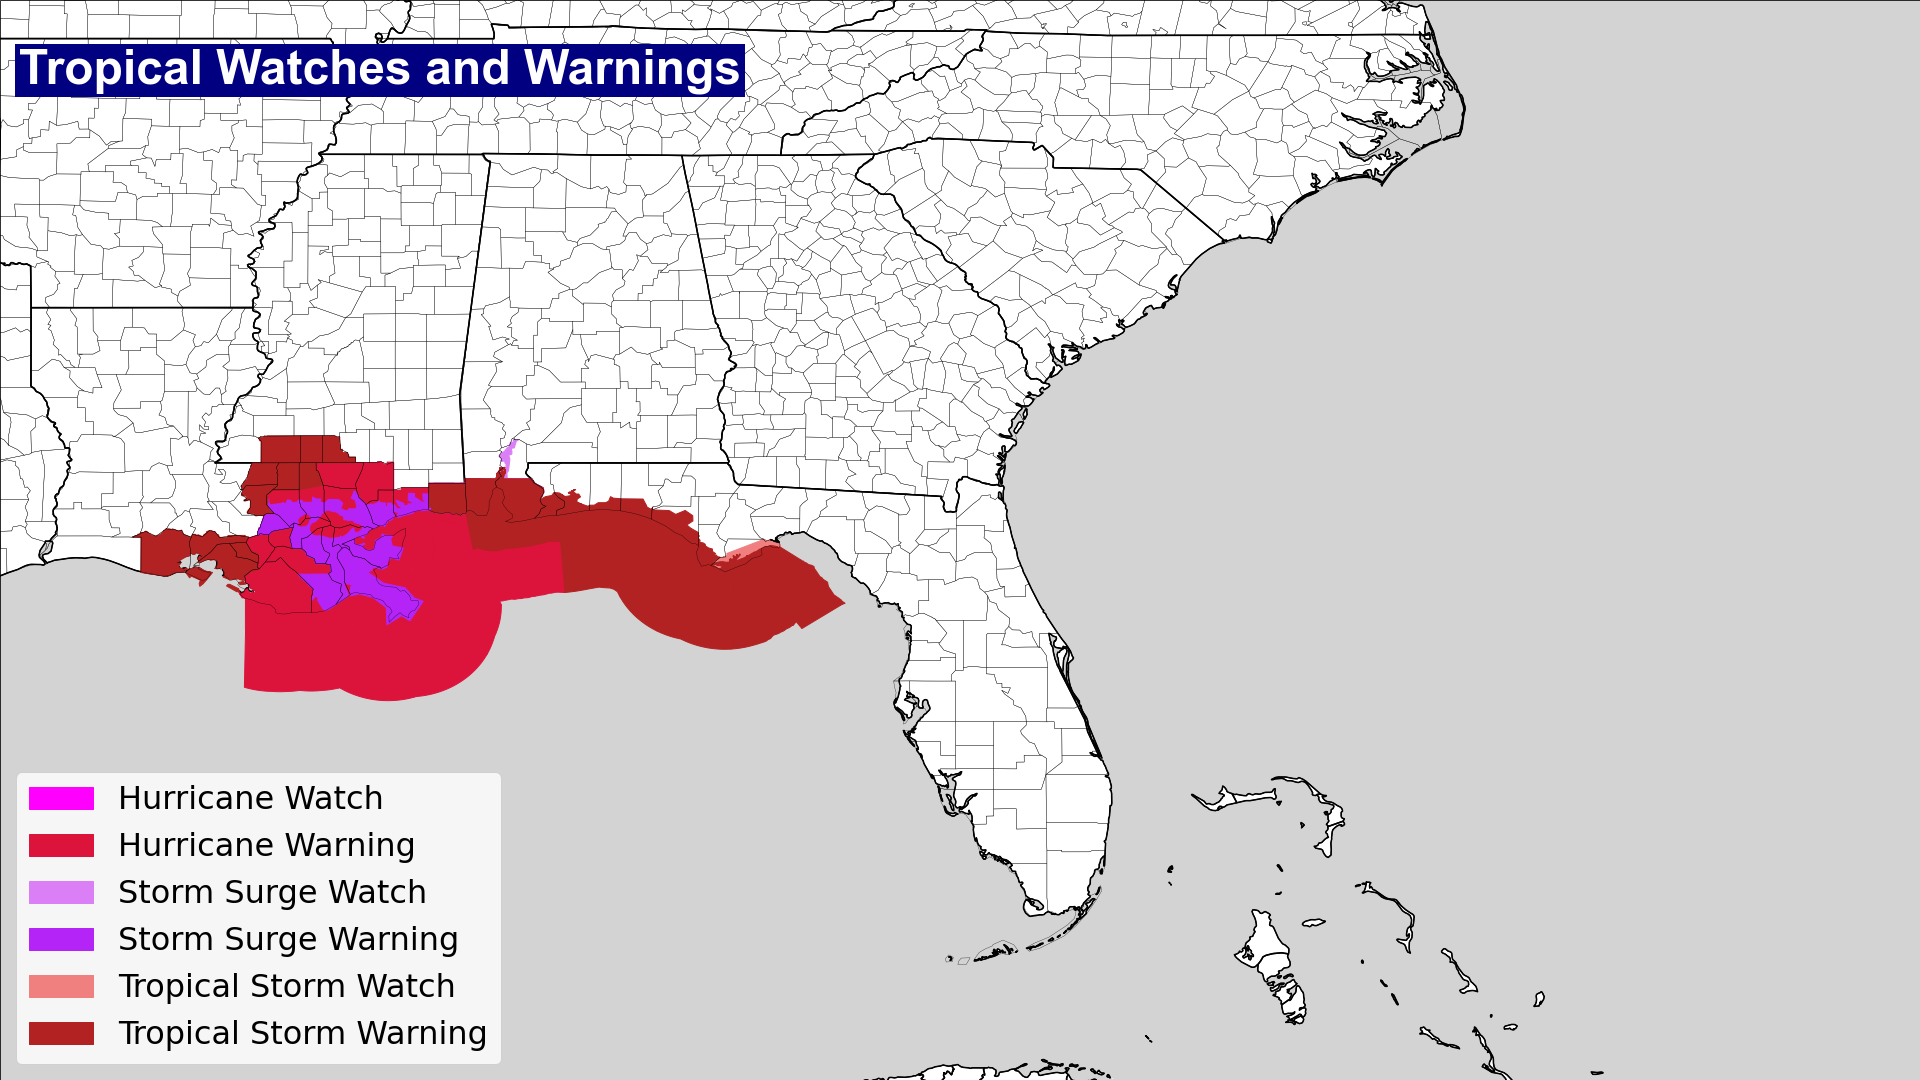 Tropical Watches and Warnings
Hurricane Watch
Hurricane Warning
Storm Surge Watch
Storm Surge Warning
Tropical Storm Watch
Tropical Storm Warning